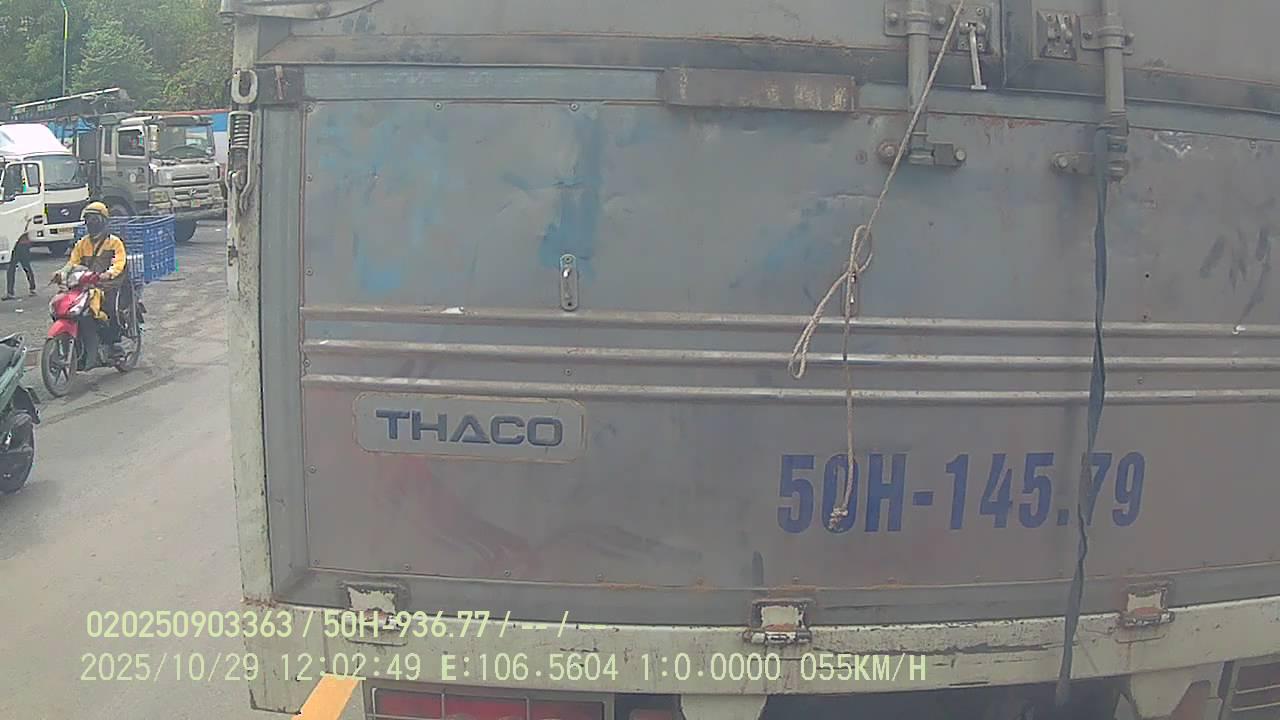 THACO
50H-145.79
020250903363 / 50H-936.77 / -- / --
2025/10/29 12:02:49 E:106.5604 1:0.0000 055KM/H